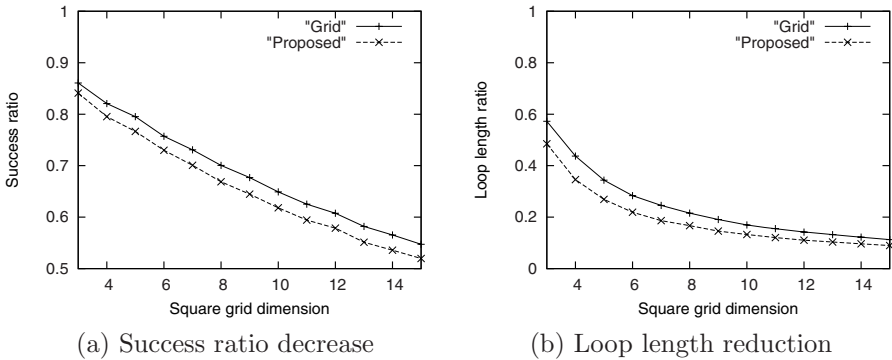 1
0.9
0.8
0.7
0.6
0.5
Success ratio
"Grid"
"Proposed"
4 6 8 10 12 14
Square grid dimension
(a) Success ratio decrease
1
0.8
0.6
0.4
0.2
0
Loop length ratio
"Grid"
"Proposed"
4 6 8 10 12 14
Square grid dimension
(b) Loop length reduction